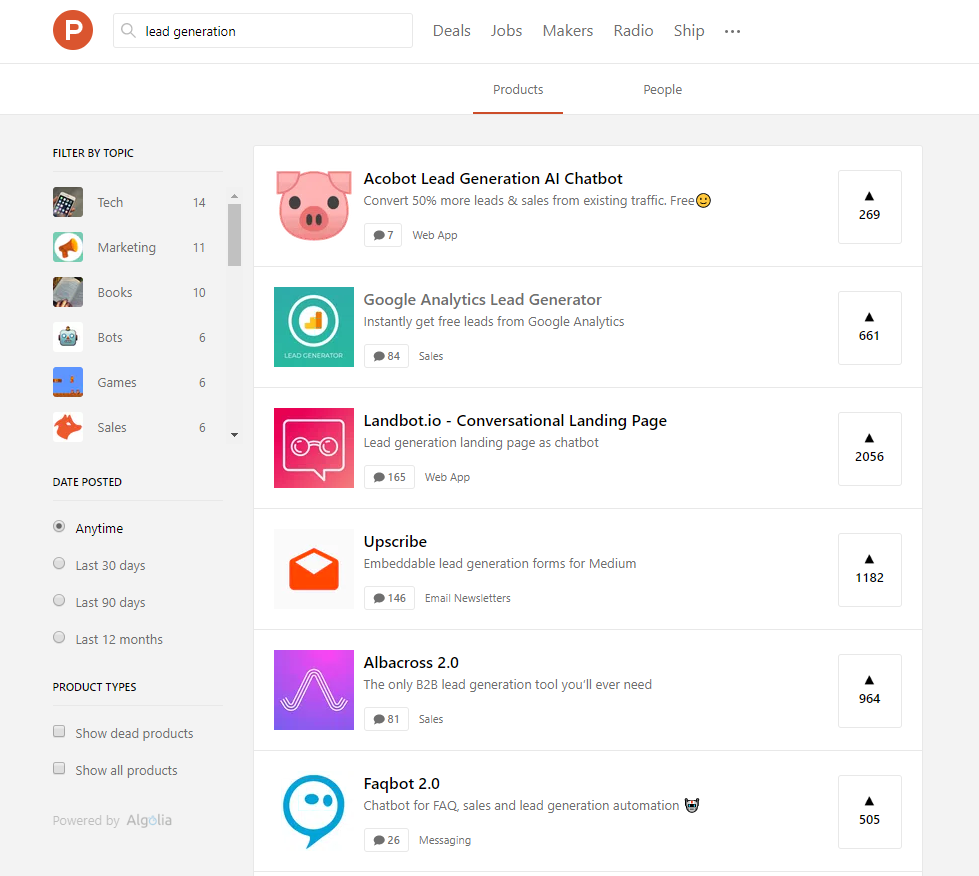 P
lead generation
Deals Jobs Makers Radio Ship ...
Products People
FILTER BY TOPIC
Tech 14
Marketing 11
Books 10
Bots 6
Games 6
Sales 6
DATE POSTED
Anytime
Last 30 days
Last 90 days
Last 12 months
PRODUCT TYPES
Show dead products
Show all products
Powered by Algolia
Acobot Lead Generation AI Chatbot
Convert 50% more leads & sales from existing traffic. Free🙂
7 Web App
269
Google Analytics Lead Generator
Instantly get free leads from Google Analytics
LEAD GENERATOR
84 Sales
661
Landbot.io - Conversational Landing Page
Lead generation landing page as chatbot
165 Web App
2056
Upscribe
Embeddable lead generation forms for Medium
146 Email Newsletters
1182
Albacross 2.0
The only B2B lead generation tool you'll ever need
81 Sales
964
Faqbot 2.0
Chatbot for FAQ, sales and lead generation automation 🤖
26 Messaging
505